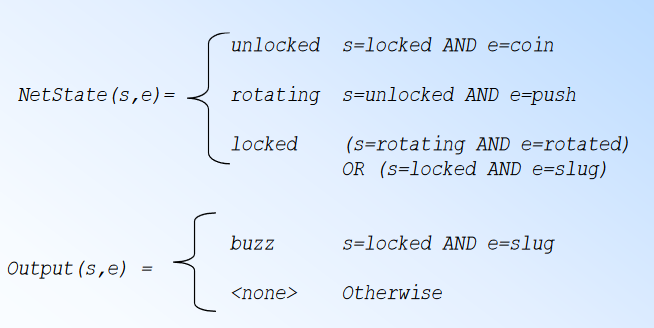 unlocked s=locked AND e=coin
NetState(s,e)= rotating s=unlocked AND e=push
locked (s=rotating AND e=rotated)
OR (s=locked AND e=slug)
buzz s=locked AND e=slug
Output(s,e) =
<none> Otherwise